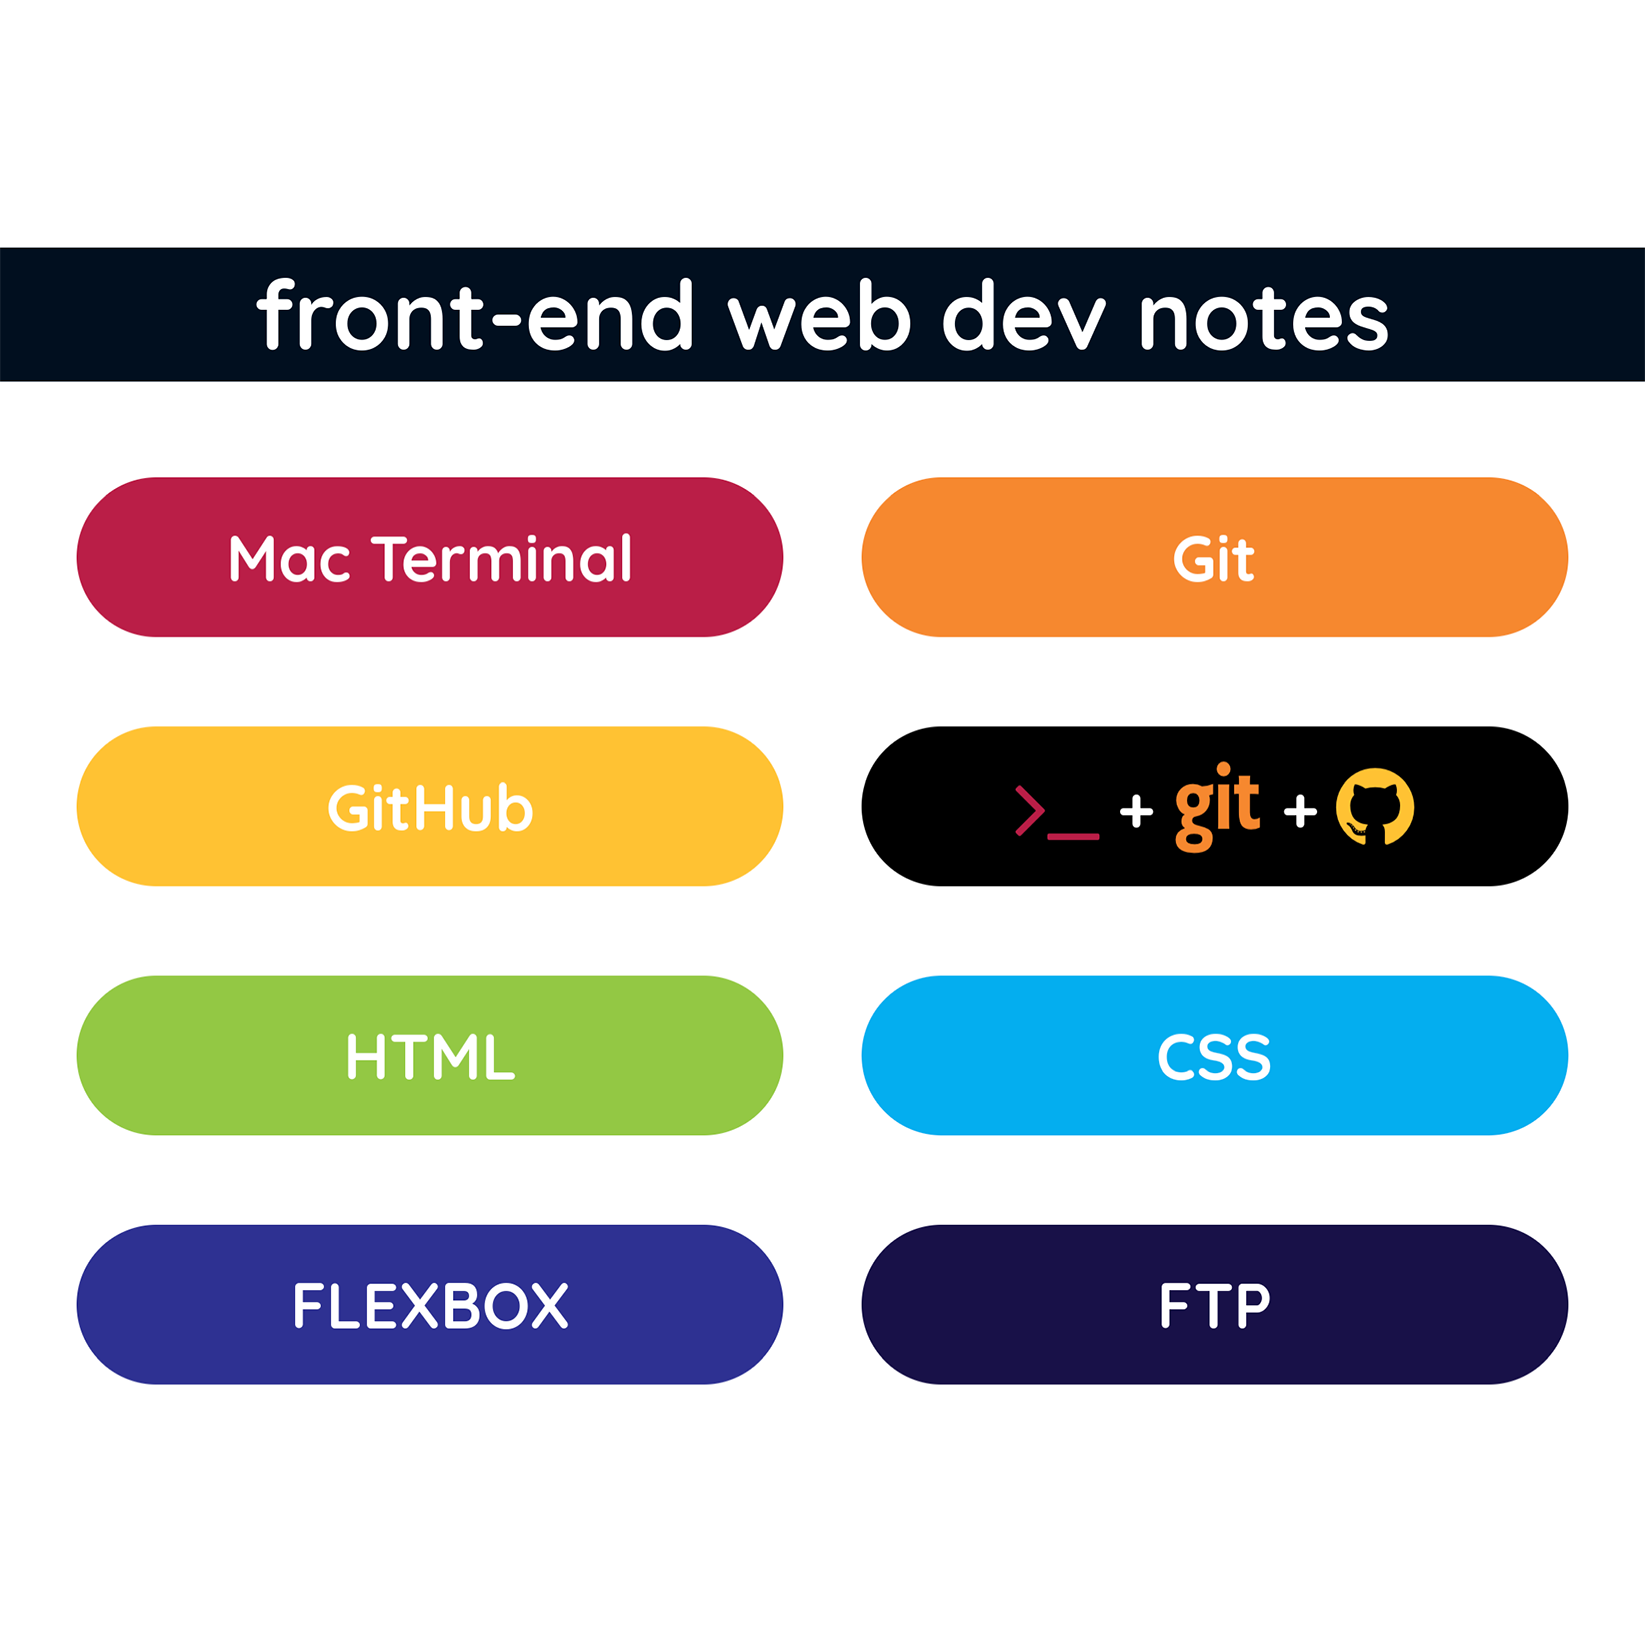 front-end web dev notes
Mac Terminal
Git
GitHub
>_ + git +
HTML
CSS
FLEXBOX
FTP